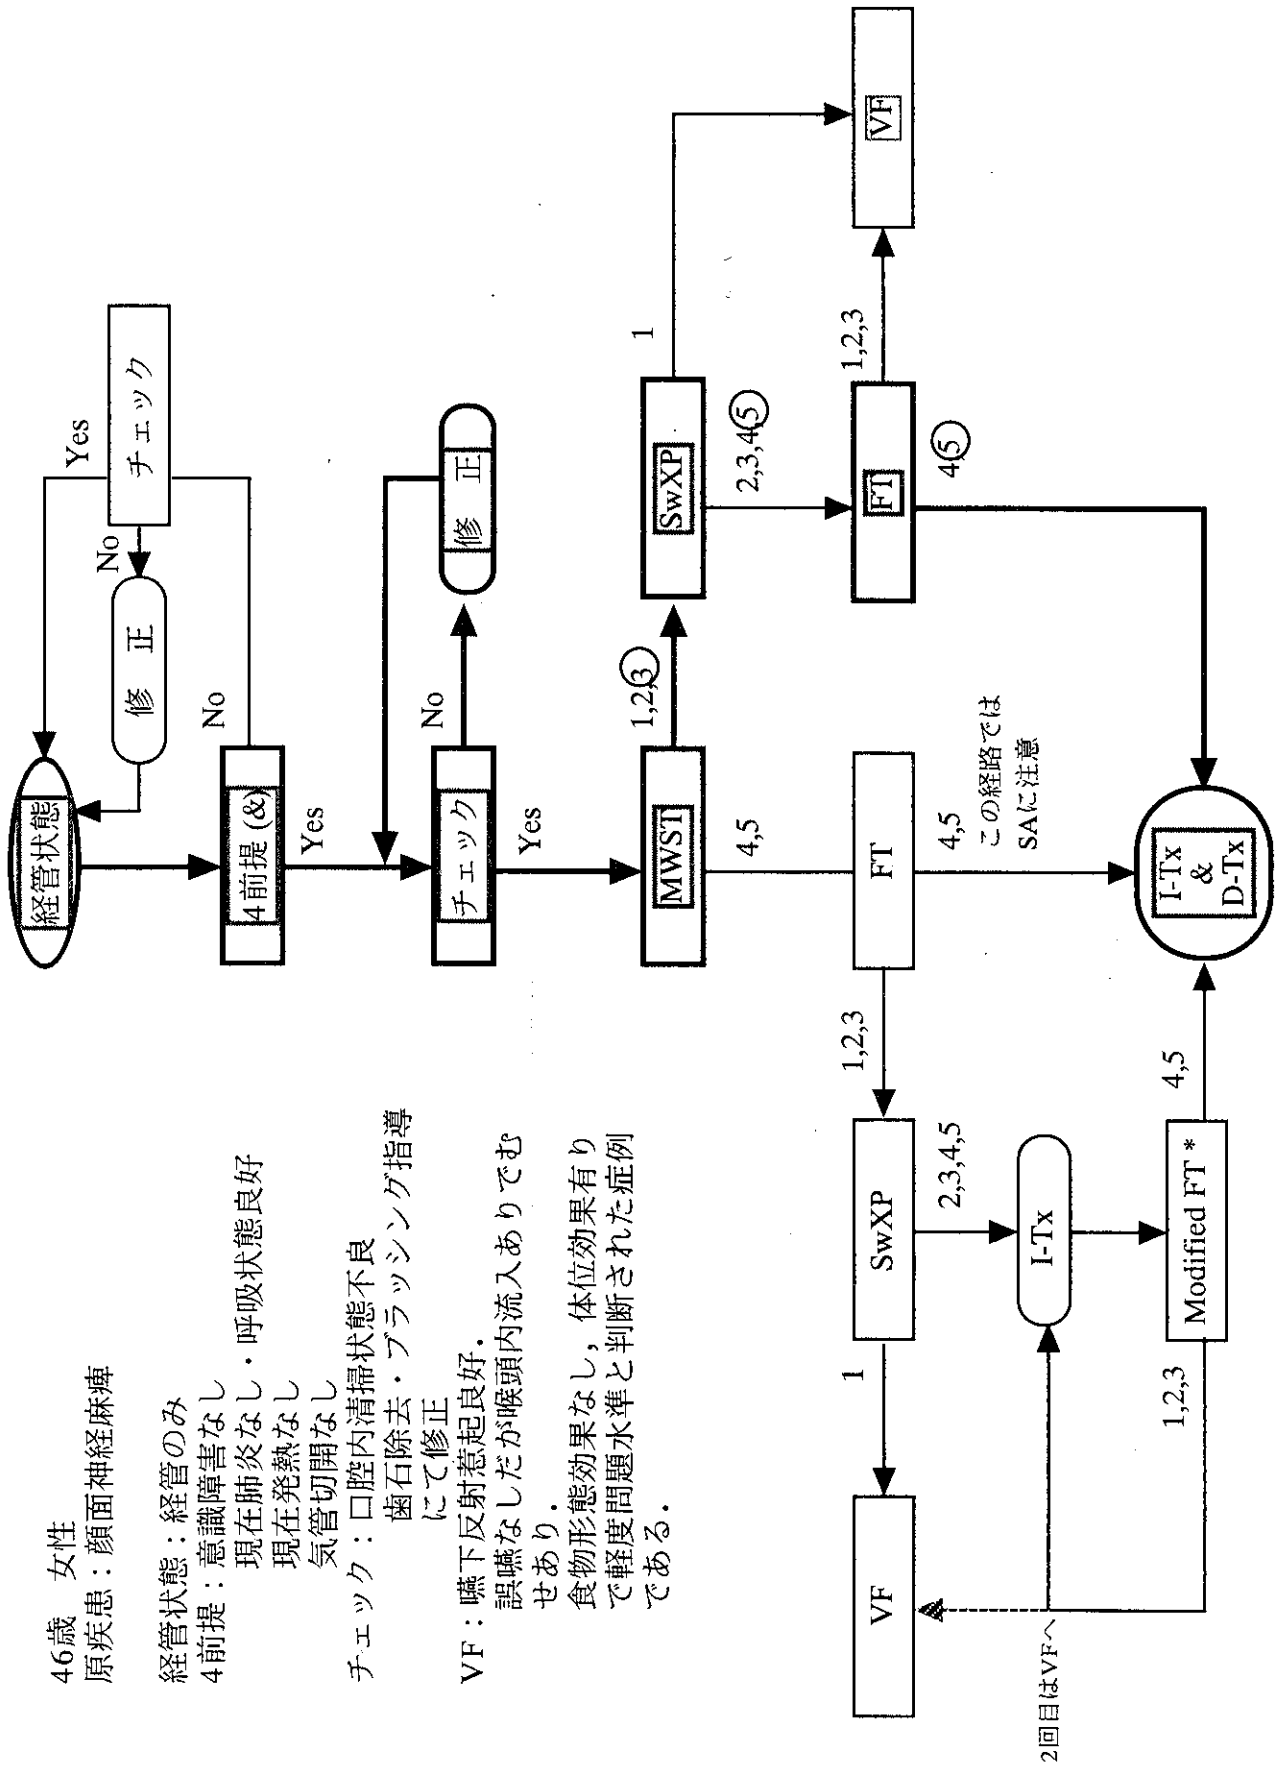 46歳 女性
原疾患：顔面神経麻痺
経管状態：経管のみ
4前提：意識障害なし
現在肺炎なし・呼吸状態良好
現在発熱なし
気管切開なし
チェック：口腔内清掃状態不良
歯石除去・ブラッシング指導
にて修正
VF：嚥下反射惹起良好．
誤嚥なしだが喉頭内流入ありでむ
せあり．
食物形態効果なし，体位効果有り
で軽度問題水準と判断された症例
である．
経管状態
Yes
チェック
No
修 正
4前提 (&)
No
Yes
チェック
No
修 正
Yes
MWST
1,2,3
SwXP
1
2,3,4,5
4,5
FT
1,2,3
VF
4,5
FT
4,5
この経路では
SAに注意
1,2,3
SwXP
1
VF
2,3,4,5
I-Tx
Modified FT *
4,5
1,2,3
2回目はVFへ
I-Tx
&
D-Tx